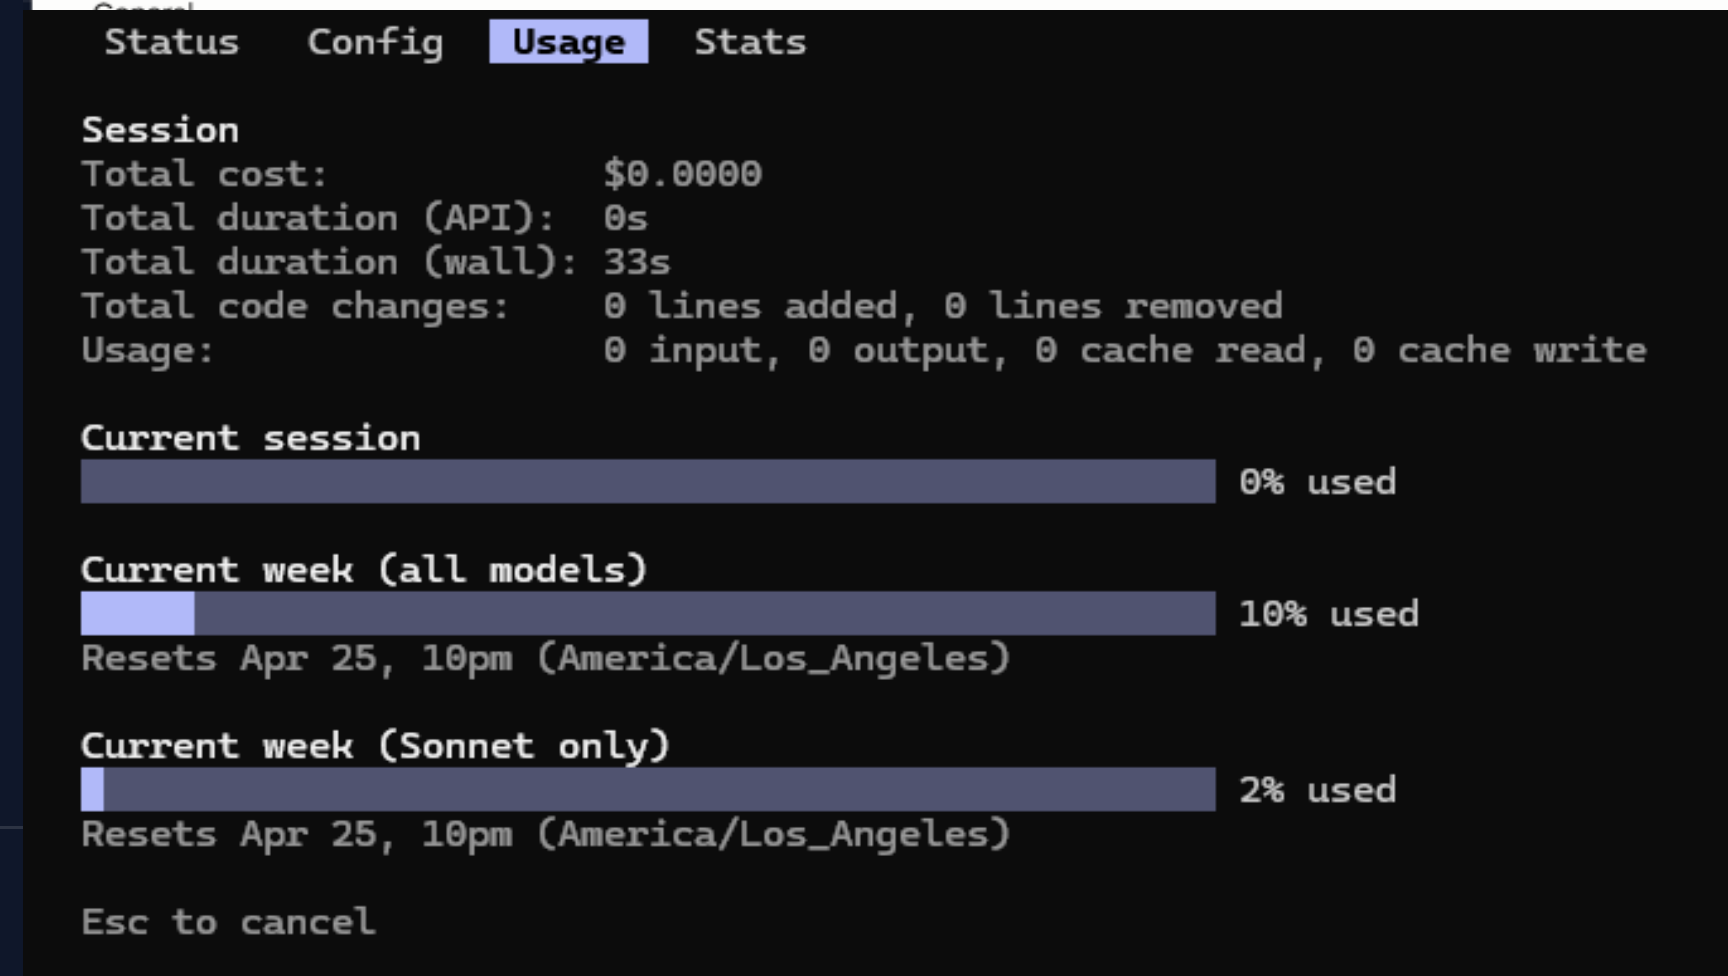 Status Config Usage Stats
Session
Total cost: $0.0000
Total duration (API): 0s
Total duration (wall): 33s
Total code changes: 0 lines added, 0 lines removed
Usage: 0 input, 0 output, 0 cache read, 0 cache write
Current session
0% used
Current week (all models)
10% used
Resets Apr 25, 10pm (America/Los_Angeles)
Current week (Sonnet only)
2% used
Resets Apr 25, 10pm (America/Los_Angeles)
Esc to cancel